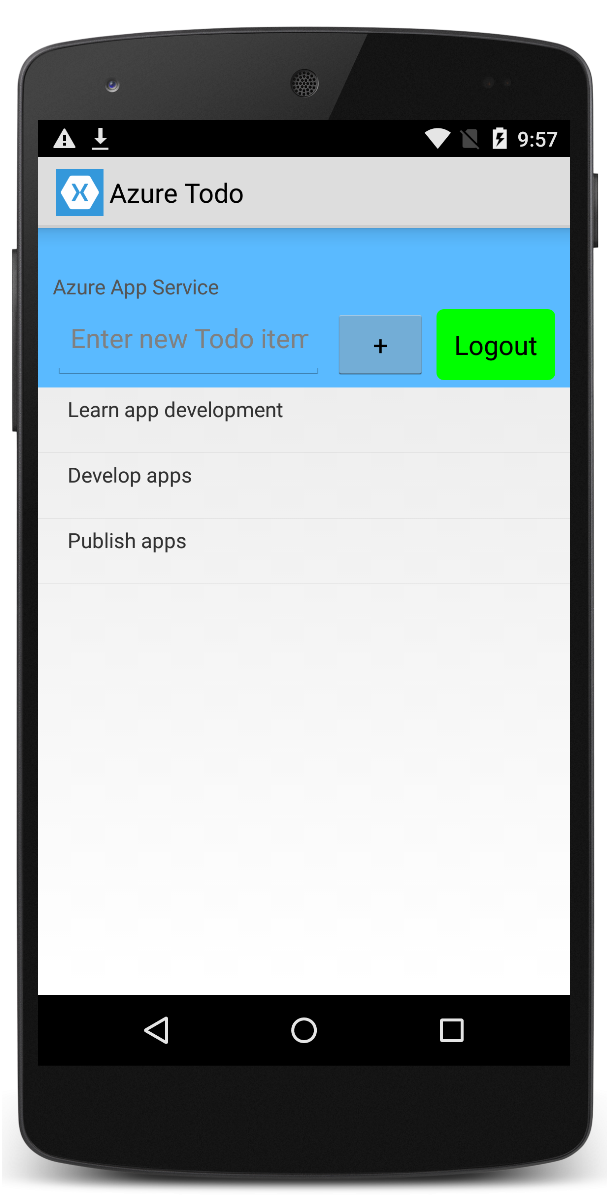 9:57
Azure Todo
Azure App Service
Enter new Todo item
+
Logout
Learn app development
Develop apps
Publish apps